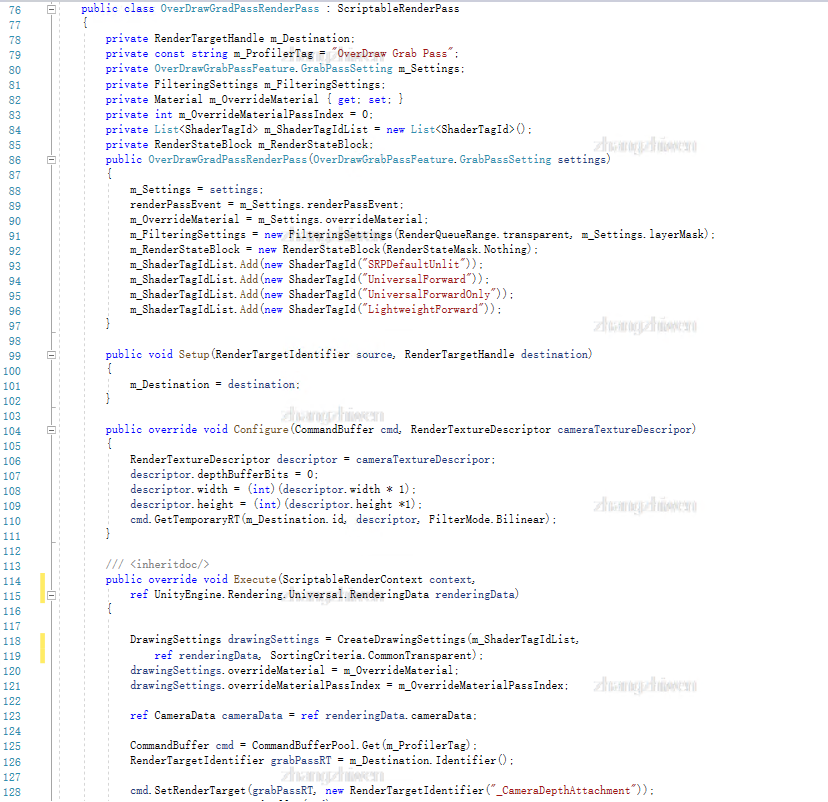 76 public class OverDrawGradPassRenderPass : ScriptableRenderPass
77 {
78 private RenderTargetHandle m_Destination;
79 private const string m_ProfilerTag = "OverDraw Grab Pass";
80 private OverDrawGrabPassFeature.GrabPassSetting m_Settings;
81 private FilteringSettings m_FilteringSettings;
82 private Material m_OverrideMaterial { get; set; }
83 private int m_OverrideMaterialPassIndex = 0;
84 private List<ShaderTagId> m_ShaderTagIdList = new List<ShaderTagId>();
85 private RenderStateBlock m_RenderStateBlock;
86 public OverDrawGradPassRenderPass(OverDrawGrabPassFeature.GrabPassSetting settings)
87 {
88 m_Settings = settings;
89 renderPassEvent = m_Settings.renderPassEvent;
90 m_OverrideMaterial = m_Settings.overrideMaterial;
91 m_FilteringSettings = new FilteringSettings(RenderQueueRange.transparent, m_Settings.layerMask);
92 m_RenderStateBlock = new RenderStateBlock(RenderStateMask.Nothing);
93 m_ShaderTagIdList.Add(new ShaderTagId("SRPDefaultUnlit"));
94 m_ShaderTagIdList.Add(new ShaderTagId("UniversalForward"));
95 m_ShaderTagIdList.Add(new ShaderTagId("UniversalForwardOnly"));
96 m_ShaderTagIdList.Add(new ShaderTagId("LightweightForward"));
97 }
98
99 public void Setup(RenderTargetIdentifier source, RenderTargetHandle destination)
100 {
101 m_Destination = destination;
102 }
103
104 public override void Configure(CommandBuffer cmd, RenderTextureDescriptor cameraTextureDescripor)
105 {
106 RenderTextureDescriptor descriptor = cameraTextureDescripor;
107 descriptor.depthBufferBits = 0;
108 descriptor.width = (int)(descriptor.width * 1);
109 descriptor.height = (int)(descriptor.height *1);
110 cmd.GetTemporaryRT(m_Destination.id, descriptor, FilterMode.Bilinear);
111 }
112
113 /// <inheritdoc/>
114 public override void Execute(ScriptableRenderContext context,
115 ref UnityEngine.Rendering.Universal.RenderingData renderingData)
116 {
117
118 DrawingSettings drawingSettings = CreateDrawingSettings(m_ShaderTagIdList,
119 ref renderingData, SortingCriteria.CommonTransparent);
120 drawingSettings.overrideMaterial = m_OverrideMaterial;
121 drawingSettings.overrideMaterialPassIndex = m_OverrideMaterialPassIndex;
122
123 ref CameraData cameraData = ref renderingData.cameraData;
124
125 CommandBuffer cmd = CommandBufferPool.Get(m_ProfilerTag);
126 RenderTargetIdentifier grabPassRT = m_Destination.Identifier();
127
128 cmd.SetRenderTarget(grabPassRT, new RenderTargetIdentifier("_CameraDepthAttachment"));